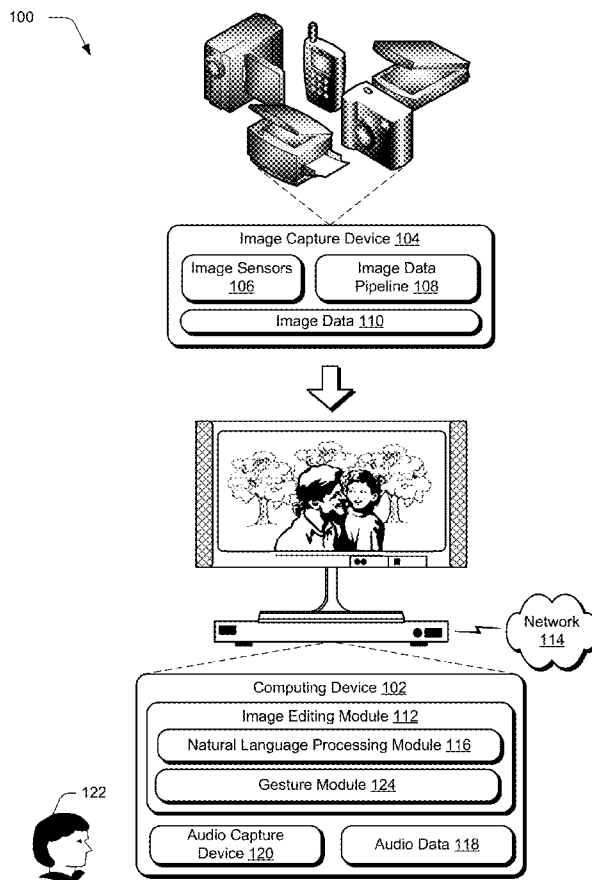 100
Image Capture Device 104
Image Sensors
106
Image Data
Pipeline 108
Image Data 110
Network
114
Computing Device 102
Image Editing Module 112
Natural Language Processing Module 116
Gesture Module 124
122
Audio Capture
Device 120
Audio Data 118